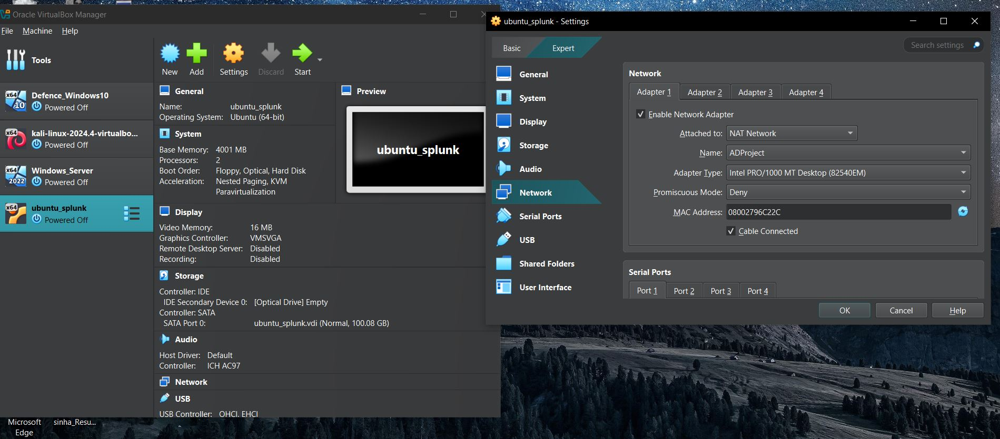 Oracle VirtualBox Manager
File Machine Help
Tools
x64 10 Defence_Windows10
Powered Off
x64 kali-linux-2024.4-virtualbo...
Powered Off
x64 2022 Windows_Server
Powered Off
x64 ubuntu_splunk
Powered Off
New Add Settings Discard Start
General
Name: ubuntu_splunk
Operating System: Ubuntu (64-bit)
Preview
ubuntu_splunk
System
Base Memory: 4001 MB
Processors: 2
Boot Order: Floppy, Optical, Hard Disk
Acceleration: Nested Paging, KVM
Paravirtualization
Display
Video Memory: 16 MB
Graphics Controller: VMSVGA
Remote Desktop Server: Disabled
Recording: Disabled
Storage
Controller: IDE
IDE Secondary Device 0: [Optical Drive] Empty
Controller: SATA
SATA Port 0: ubuntu_splunk.vdi (Normal, 100.08 GB)
Audio
Host Driver: Default
Controller: ICH AC97
Network
USB
USB Controller: OHCI, EHCI
ubuntu_splunk - Settings
Basic Expert
Search settings
General
System
Display
Storage
Audio
Network
Serial Ports
USB
Shared Folders
User Interface
Network
Adapter 1 Adapter 2 Adapter 3 Adapter 4
Enable Network Adapter
Attached to: NAT Network
Name: ADProject
Adapter Type: Intel PRO/1000 MT Desktop (82540EM)
Promiscuous Mode: Deny
MAC Address: 08002796C22C
Cable Connected
Serial Ports
Port 1 Port 2 Port 3 Port 4
OK Cancel Help
Microsoft
Edge
sinha_Resu...